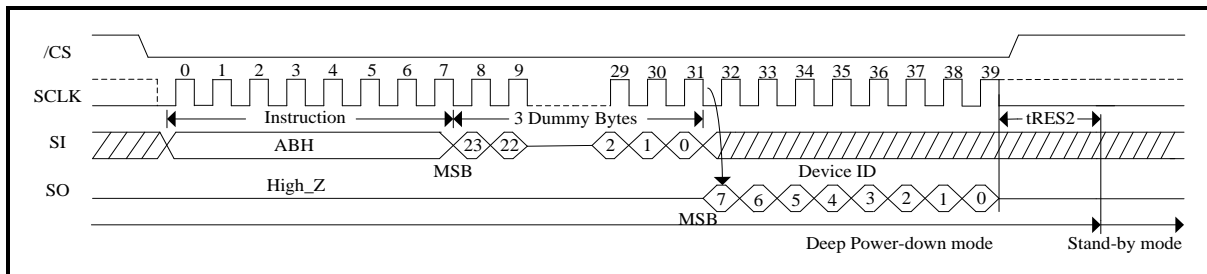 /CS
0 1 2 3 4 5 6 7 8 9 29 30 31 32 33 34 35 36 37 38 39
SCLK
Instruction 3 Dummy Bytes tRES2
SI ABH 23 22 2 1 0
MSB Device ID
SO High_Z 7 6 5 4 3 2 1 0
MSB
Deep Power-down mode Stand-by mode